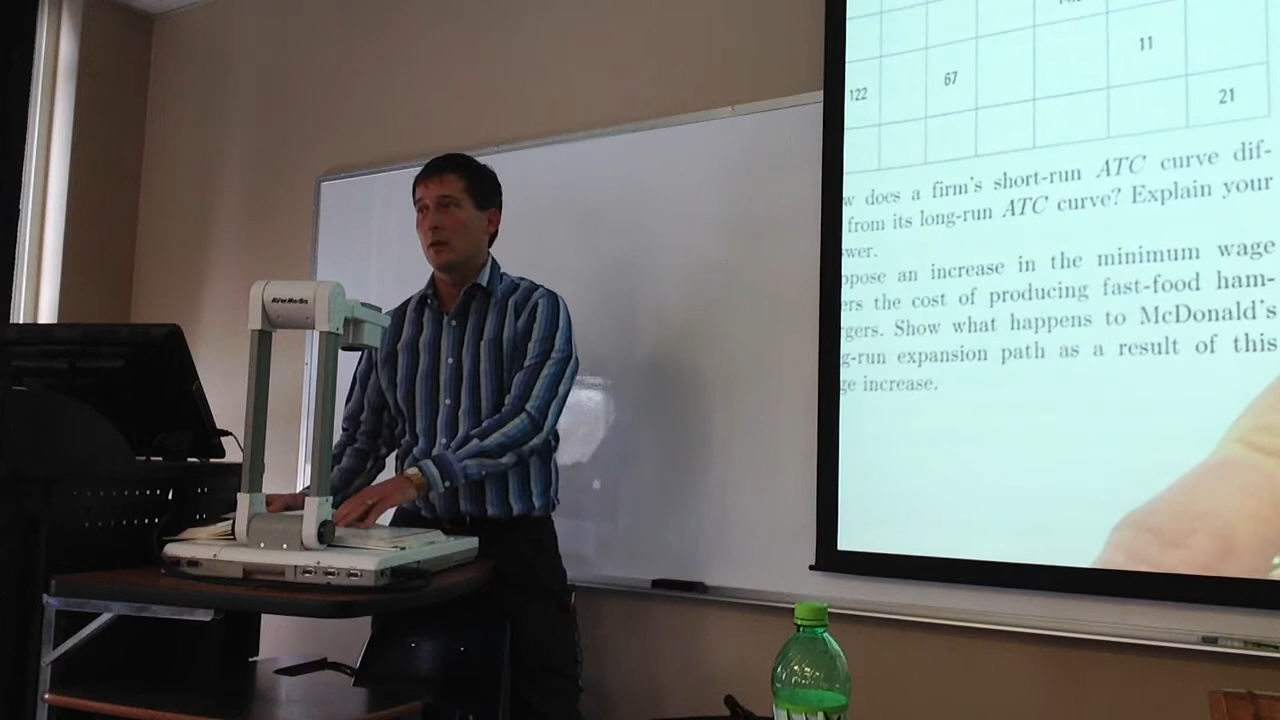 11
122 67 21
does a firm's short-run ATC curve dif-
from its long-run ATC curve? Explain your
wer.
pose an increase in the minimum wage
ers the cost of producing fast-food ham-
gers. Show what happens to McDonald's
g-run expansion path as a result of this
ge increase.
AVerMedia